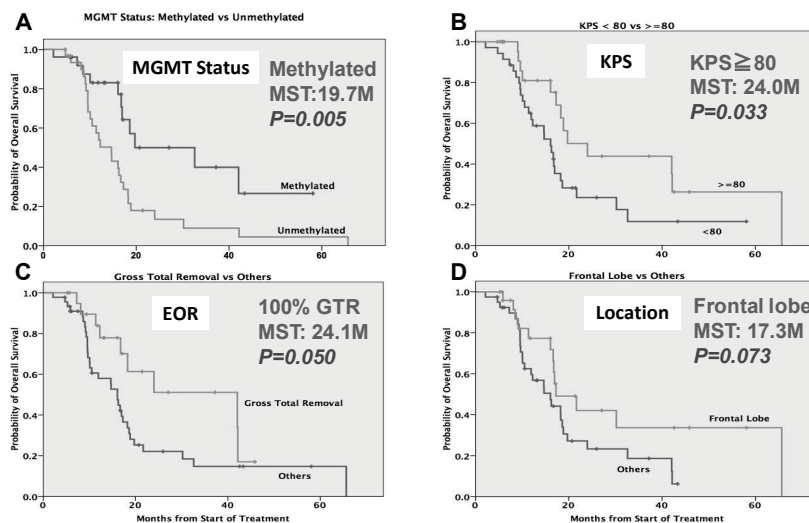 A
MGMT Status: Methylated vs Unmethylated
Probability of Overall Survival
1.0
0.8
0.6
0.4
0.2
0.0
MGMT Status
Methylated
MST:19.7M
P=0.005
Methylated
Unmethylated
0
20
40
60
B
KPS < 80 vs >=80
Probability of Overall Survival
1.0
0.8
0.6
0.4
0.2
0.0
KPS
KPS≧80
MST: 24.0M
P=0.033
>=80
<80
0
20
40
60
C
Gross Total Removal vs Others
Probability of Overall Survival
1.0
0.8
0.6
0.4
0.2
0.0
EOR
100% GTR
MST: 24.1M
P=0.050
Gross Total Removal
Others
0
20
40
60
Months from Start of Treatment
D
Frontal Lobe vs Others
Probability of Overall Survival
1.0
0.8
0.6
0.4
0.2
0.0
Location
Frontal lobe
MST: 17.3M
P=0.073
Frontal Lobe
Others
0
20
40
60
Months from Start of Treatment